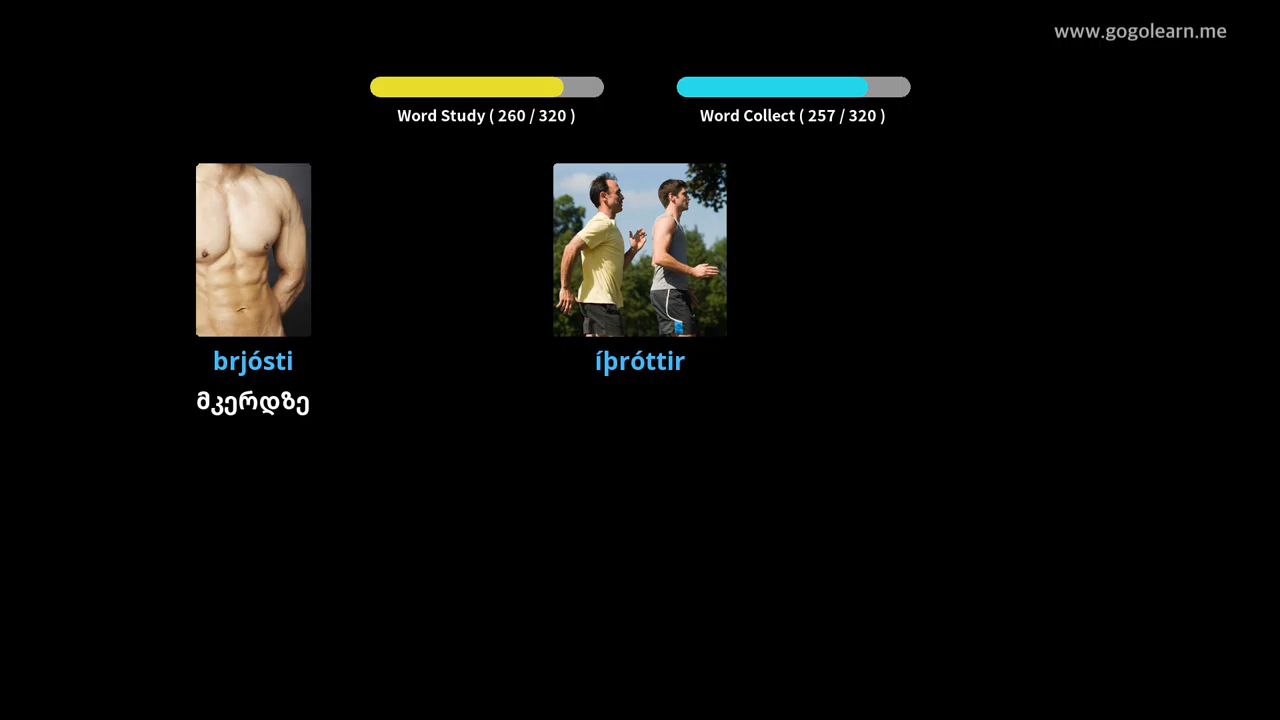 www.gogolearn.me
Word Study ( 260 / 320 )
Word Collect ( 257 / 320 )
brjósti
მკერდზე
íþróttir